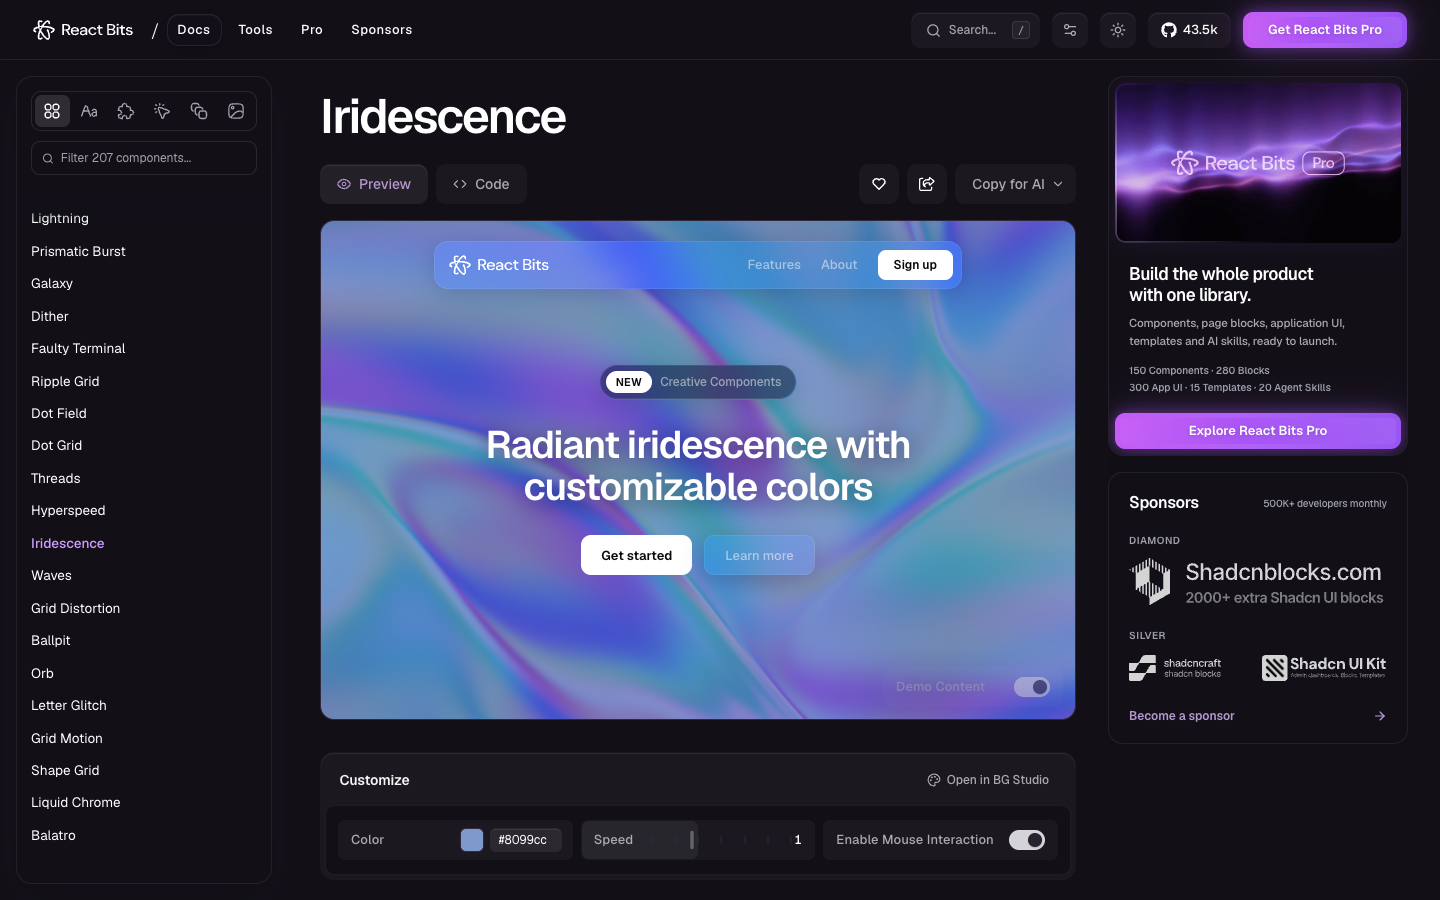 React Bits
/
Docs
Tools
Pro
Sponsors
Search...
/
43.5k
Get React Bits Pro
Aa
Filter 207 components...
Lightning
Prismatic Burst
Galaxy
Dither
Faulty Terminal
Ripple Grid
Dot Field
Dot Grid
Threads
Hyperspeed
Iridescence
Waves
Grid Distortion
Ballpit
Orb
Letter Glitch
Grid Motion
Shape Grid
Liquid Chrome
Balatro
Iridescence
Preview
Code
Copy for AI
React Bits
Features
About
Sign up
NEW
Creative Components
Radiant iridescence with
customizable colors
Get started
Learn more
Demo Content
Customize
Open in BG Studio
Color
#8099cc
Speed
1
Enable Mouse Interaction
React Bits Pro
Build the whole product
with one library.
Components, page blocks, application UI,
templates and AI skills, ready to launch.
150 Components · 280 Blocks
300 App UI · 15 Templates · 20 Agent Skills
Explore React Bits Pro
Sponsors
500K+ developers monthly
DIAMOND
Shadcnblocks.com
2000+ extra Shadcn UI blocks
SILVER
shadcncraft
shadcn blocks
Shadcn UI Kit
Admin dashboards, Blocks, Templates
Become a sponsor